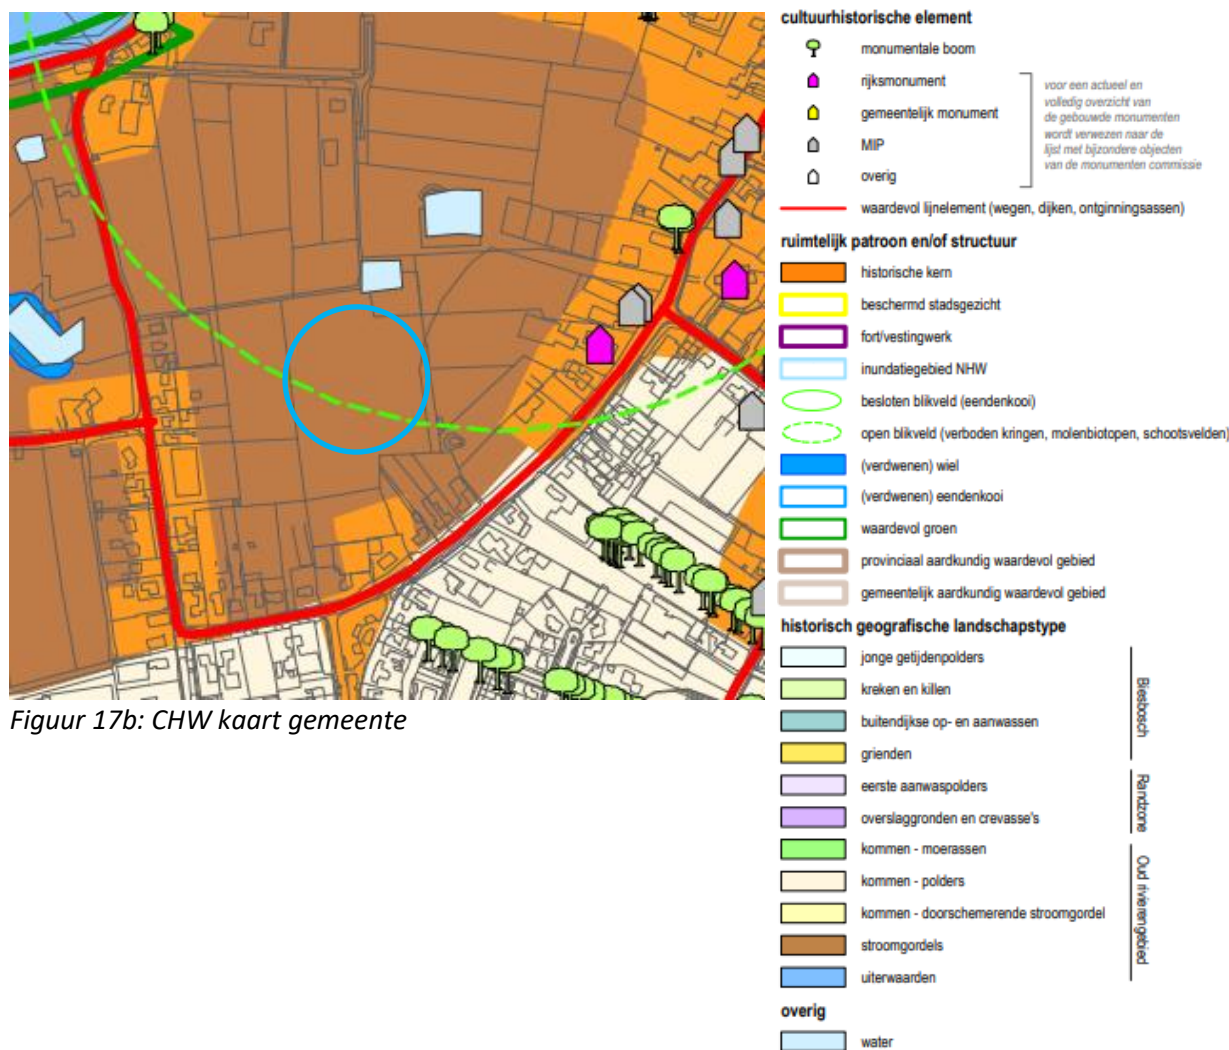 cultuurhistorische element
monumentale boom
rijksmonument
gemeentelijk monument
MIP
overig
voor een actueel en
volledig overzicht van
de gebouwde monumenten
wordt verwezen naar de
lijst met bijzondere objecten
van de monumenten commissie
waardevol lijnelement (wegen, dijken, ontginningsassen)
ruimtelijk patroon en/of structuur
historische kern
beschermd stadsgezicht
fort/vestingwerk
inundatiegebied NHW
besloten blikveld (eendenkooi)
open blikveld (verboden kringen, molenbiotopen, schootsvelden)
(verdwenen) wiel
(verdwenen) eendenkooi
waardevol groen
provinciaal aardkundig waardevol gebied
gemeentelijk aardkundig waardevol gebied
historisch geografische landschapstype
jonge getijdenpolders
kreken en killen
buitendijkse op- en aanwassen
grienden
Biesbosch
eerste aanwaspolders
overslaggronden en crevasse's
Randzone
kommen - moerassen
kommen - polders
kommen - doorschemerende stroomgordel
stroomgordels
uiterwaarden
Oud rivierengebied
overig
water
Figuur 17b: CHW kaart gemeente